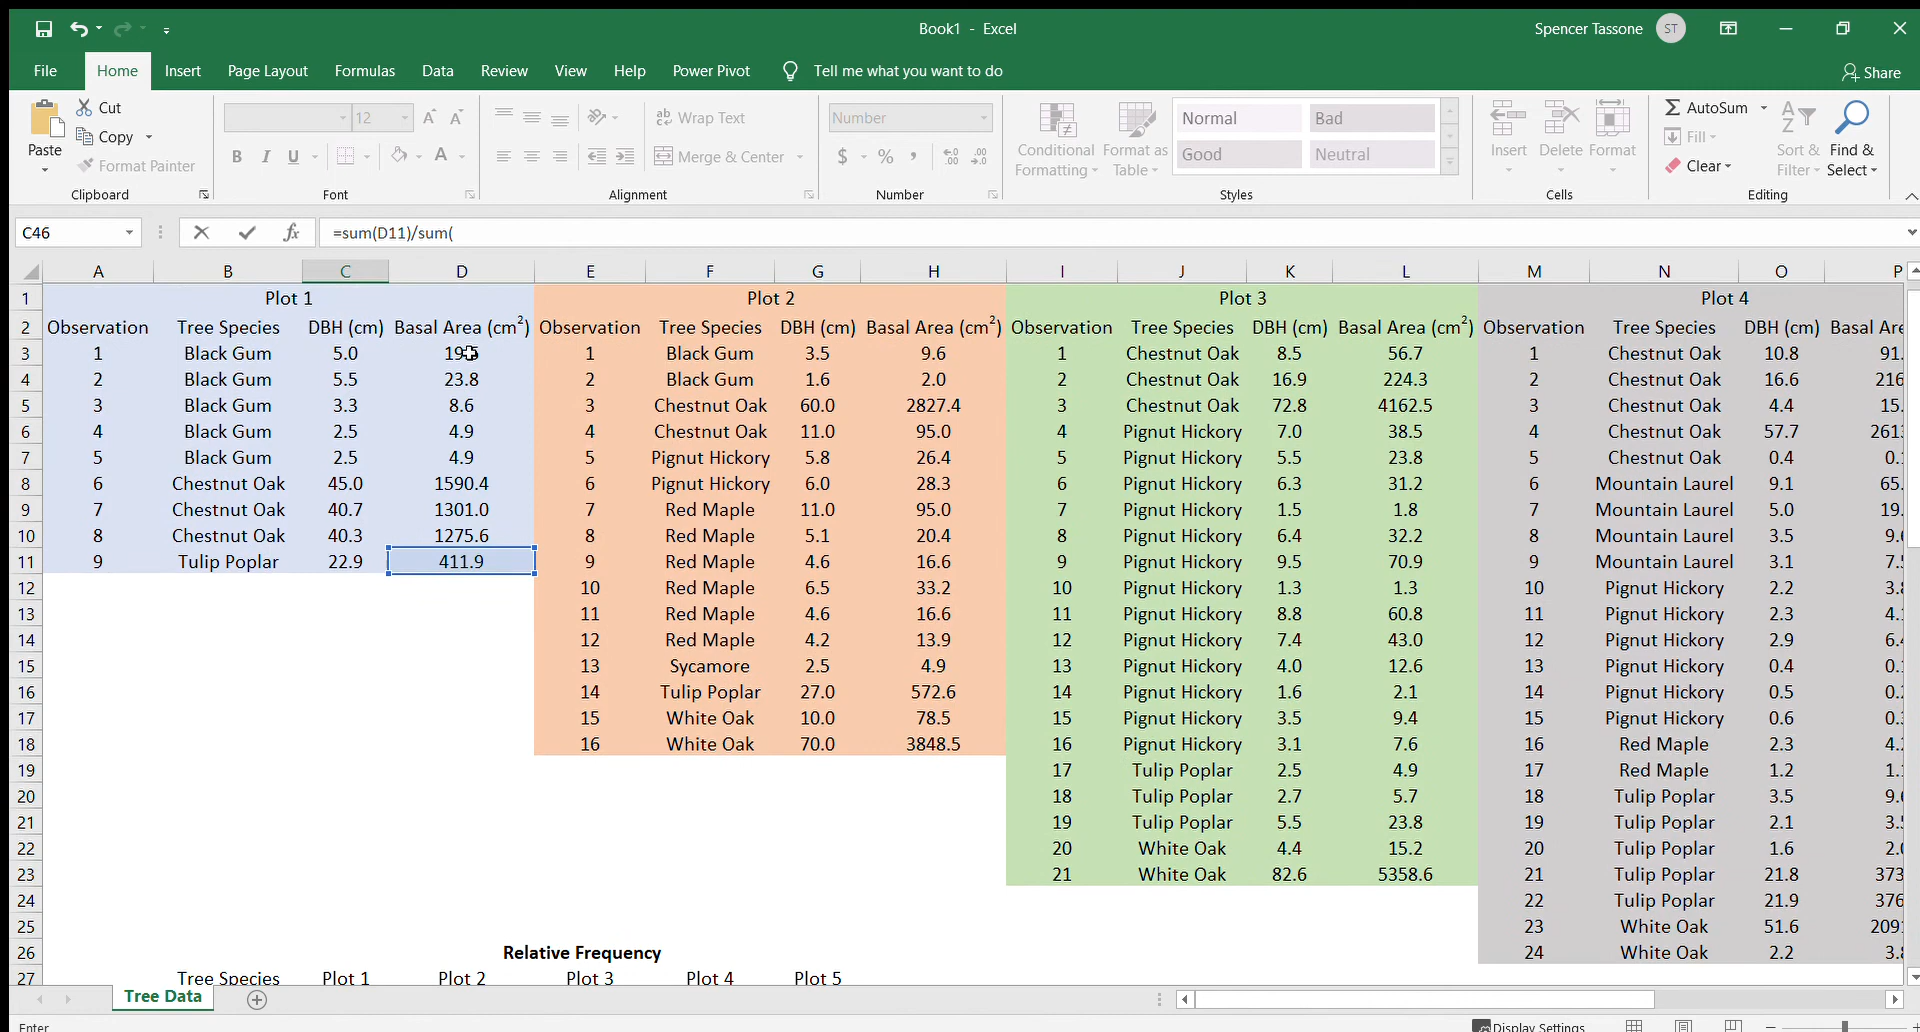 Book1 - Excel
Spencer Tassone ST
File Home Insert Page Layout Formulas Data Review View Help Power Pivot Tell me what you want to do Share
Paste
Cut
Copy
Format Painter
Clipboard
12
B I U A
Font
Wrap Text
Merge & Center
Alignment
Number
$ % , .00
Number
Conditional Formatting
Format as Table
Normal Bad
Good Neutral
Styles
Insert Delete Format
Cells
AutoSum
Fill
Clear
Sort & Filter
Find & Select
Editing
C46 fx =sum(D11)/sum(
A B C D E F G H I J K L M N O P
1 Plot 1 Plot 2 Plot 3 Plot 4
2 Observation Tree Species DBH (cm) Basal Area (cm²) Observation Tree Species DBH (cm) Basal Area (cm²) Observation Tree Species DBH (cm) Basal Area (cm²) Observation Tree Species DBH (cm) Basal Are
3 1 Black Gum 5.0 1 Black Gum 3.5 9.6 1 Chestnut Oak 8.5 56.7 1 Chestnut Oak 10.8 91.
4 2 Black Gum 5.5 23.8 2 Black Gum 1.6 2.0 2 Chestnut Oak 16.9 224.3 2 Chestnut Oak 16.6 216
5 3 Black Gum 3.3 8.6 3 Chestnut Oak 60.0 2827.4 3 Chestnut Oak 72.8 4162.5 3 Chestnut Oak 4.4 15.
6 4 Black Gum 2.5 4.9 4 Chestnut Oak 11.0 95.0 4 Pignut Hickory 7.0 38.5 4 Chestnut Oak 57.7 261
7 5 Black Gum 2.5 4.9 5 Pignut Hickory 5.8 26.4 5 Pignut Hickory 5.5 23.8 5 Chestnut Oak 0.4 0.
8 6 Chestnut Oak 45.0 1590.4 6 Pignut Hickory 6.0 28.3 6 Pignut Hickory 6.3 31.2 6 Mountain Laurel 9.1 65.
9 7 Chestnut Oak 40.7 1301.0 7 Red Maple 11.0 95.0 7 Pignut Hickory 1.5 1.8 7 Mountain Laurel 5.0 19.
10 8 Chestnut Oak 40.3 1275.6 8 Red Maple 5.1 20.4 8 Pignut Hickory 6.4 32.2 8 Mountain Laurel 3.5 9.
11 9 Tulip Poplar 22.9 411.9 9 Red Maple 4.6 16.6 9 Pignut Hickory 9.5 70.9 9 Mountain Laurel 3.1 7.
12 10 Red Maple 6.5 33.2 10 Pignut Hickory 1.3 1.3 10 Pignut Hickory 2.2 3.
13 11 Red Maple 4.6 16.6 11 Pignut Hickory 8.8 60.8 11 Pignut Hickory 2.3 4.
14 12 Red Maple 4.2 13.9 12 Pignut Hickory 7.4 43.0 12 Pignut Hickory 2.9 6.
15 13 Sycamore 2.5 4.9 13 Pignut Hickory 4.0 12.6 13 Pignut Hickory 0.4 0.
16 14 Tulip Poplar 27.0 572.6 14 Pignut Hickory 1.6 2.1 14 Pignut Hickory 0.5 0.
17 15 White Oak 10.0 78.5 15 Pignut Hickory 3.5 9.4 15 Pignut Hickory 0.6 0.
18 16 White Oak 70.0 3848.5 16 Pignut Hickory 3.1 7.6 16 Red Maple 2.3 4.
19 17 Tulip Poplar 2.5 4.9 17 Red Maple 1.2 1.
20 18 Tulip Poplar 2.7 5.7 18 Tulip Poplar 3.5 9.
21 19 Tulip Poplar 5.5 23.8 19 Tulip Poplar 2.1 3.
22 20 White Oak 4.4 15.2 20 Tulip Poplar 1.6 2.
23 21 White Oak 82.6 5358.6 21 Tulip Poplar 21.8 373
24 22 Tulip Poplar 21.9 376
25 23 White Oak 51.6 209
26 Relative Frequency 24 White Oak 2.2 3.
27 Tree Species Plot 1 Plot 2 Plot 3 Plot 4 Plot 5
Tree Data
Enter Display Settings